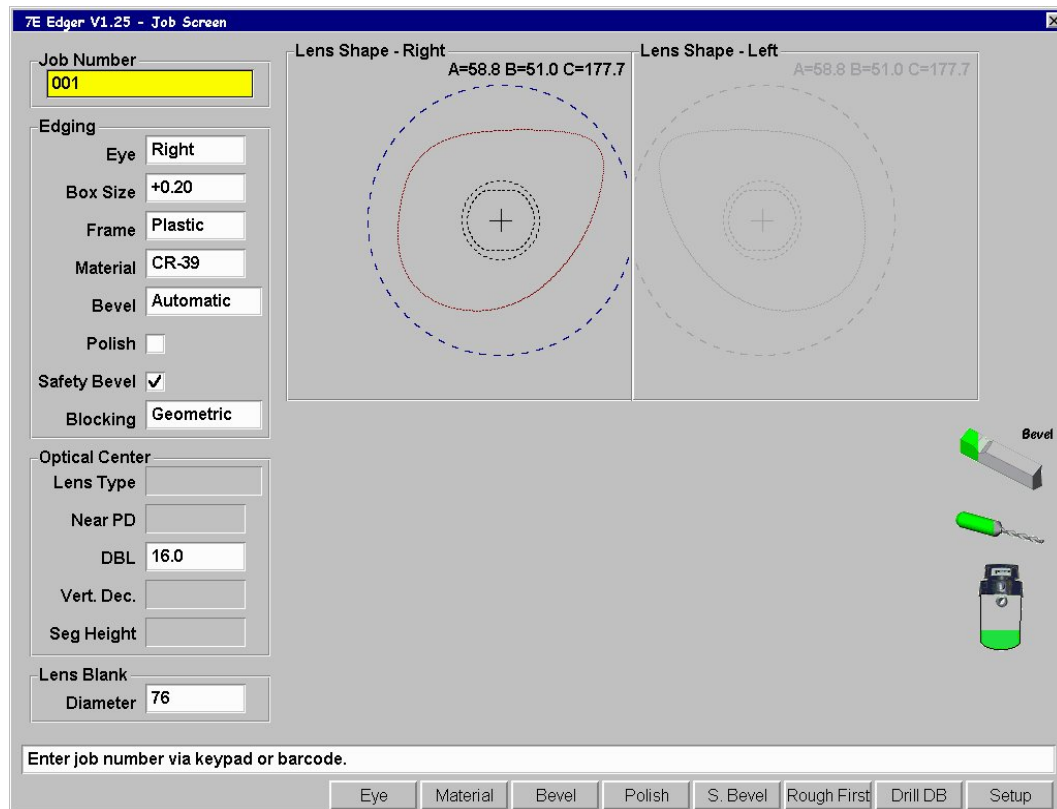 7E Edger V1.25 - Job Screen
Job Number
001
Edging
Eye Right
Box Size +0.20
Frame Plastic
Material CR-39
Bevel Automatic
Polish
Safety Bevel
Blocking Geometric
Optical Center
Lens Type
Near PD
DBL 16.0
Vert. Dec.
Seg Height
Lens Blank
Diameter 76
Lens Shape - Right
A=58.8 B=51.0 C=177.7
Lens Shape - Left
A=58.8 B=51.0 C=177.7
Bevel
Enter job number via keypad or barcode.
Eye Material Bevel Polish S. Bevel Rough First Drill DB Setup